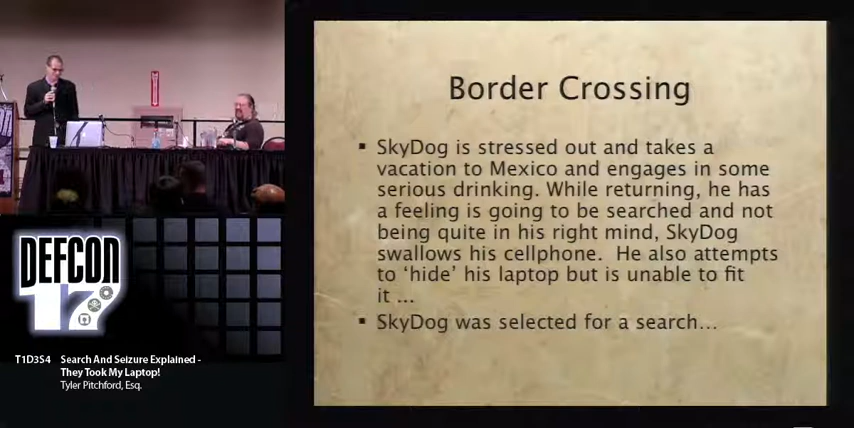 Border Crossing
▪ SkyDog is stressed out and takes a
vacation to Mexico and engages in some
serious drinking. While returning, he has
a feeling is going to be searched and not
being quite in his right mind, SkyDog
swallows his cellphone.  He also attempts
to ‘hide’ his laptop but is unable to fit
it ...
▪ SkyDog was selected for a search...
DEFCON
17
T1D3S4 Search And Seizure Explained -
They Took My Laptop!
Tyler Pitchford, Esq.